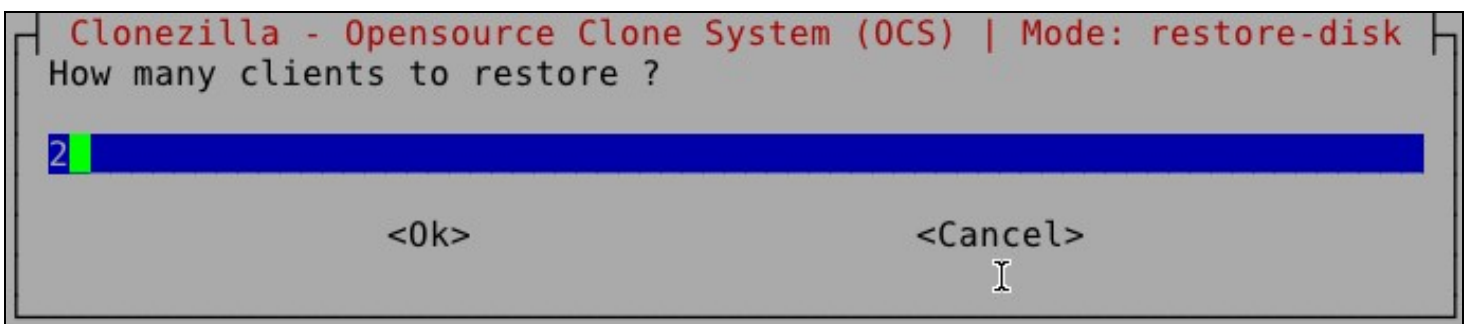 Clonezilla - Opensource Clone System (OCS) | Mode: restore-disk
How many clients to restore ?
2
<Ok> <Cancel>